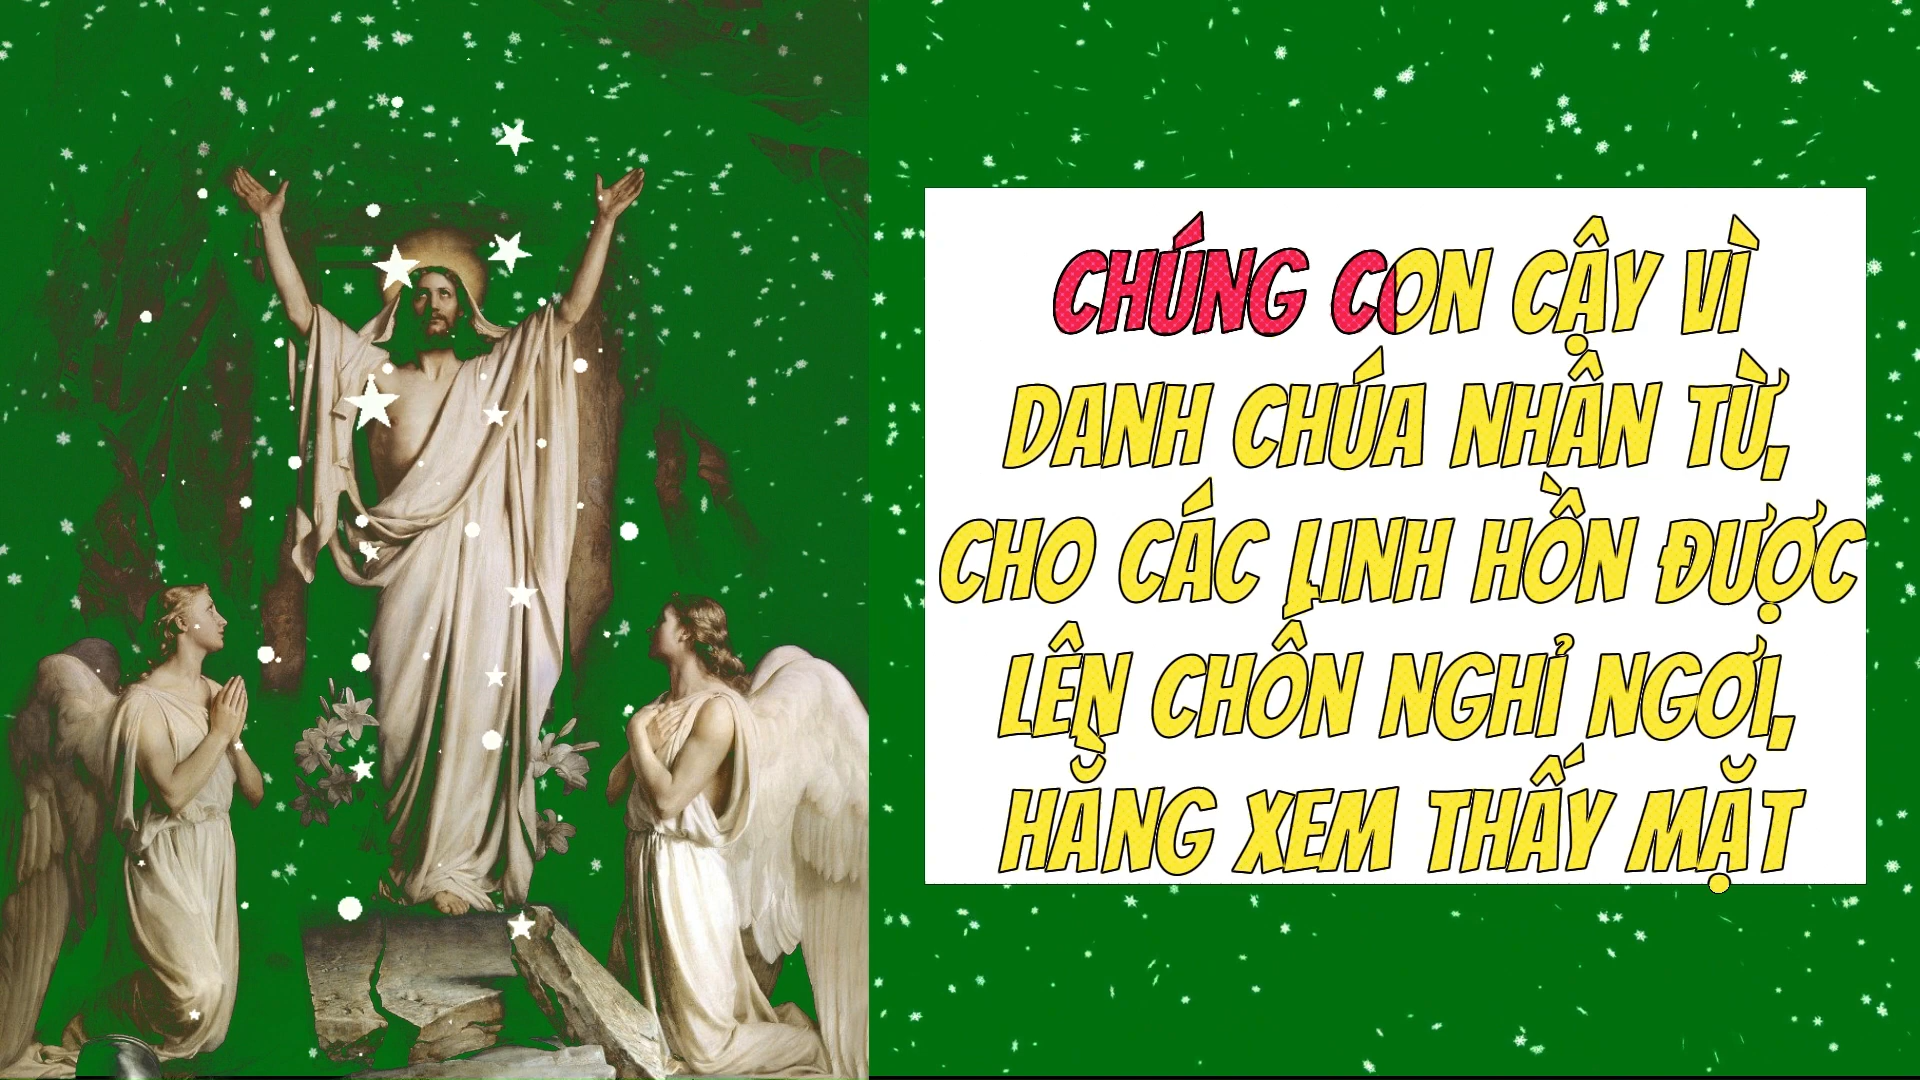 CHÚNG CON CẬY VÌ
DANH CHÚA NHÂN TỪ,
CHO CÁC LINH HỒN ĐƯỢC
LÊN CHỐN NGHỈ NGƠI,
HẰNG XEM THẤY MẶT